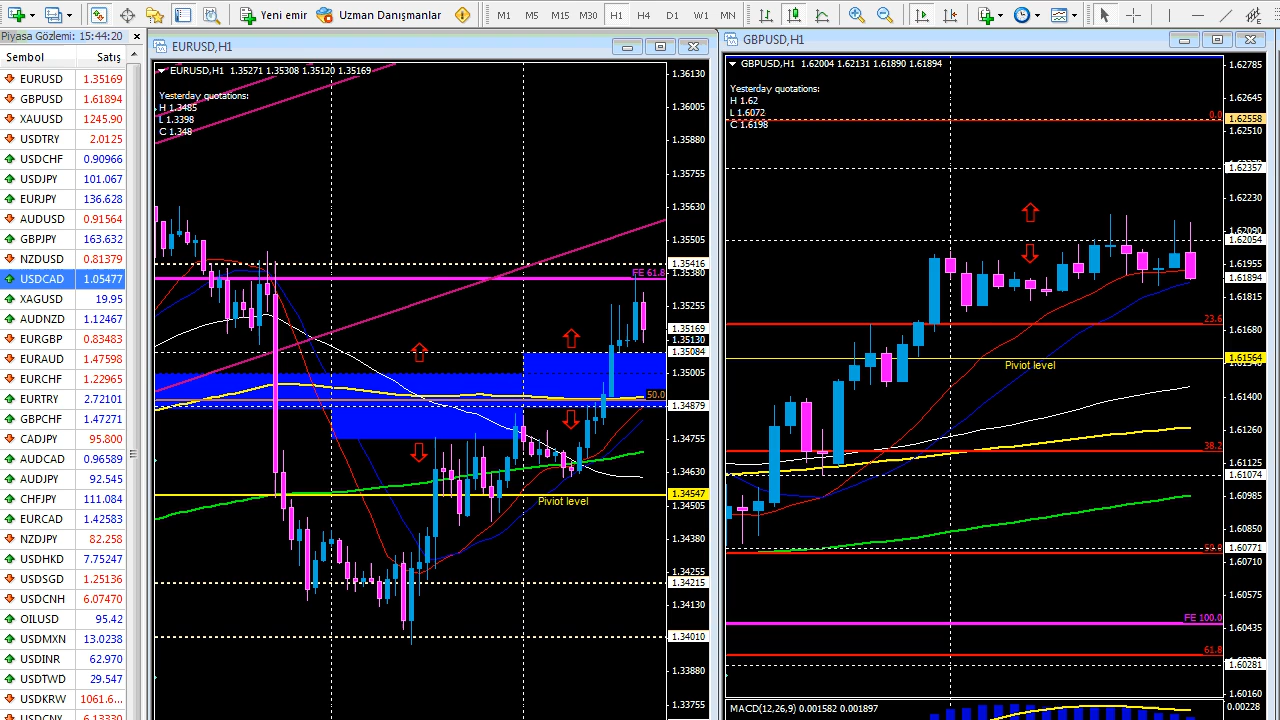 Yeni emir
Uzman Danışmanlar
M1 M5 M15 M30 H1 H4 D1 W1 MN
Piyasa Gözlemi: 15:44:20
Sembol Satış
EURUSD 1.35169
GBPUSD 1.61894
XAUUSD 1245.90
USDTRY 2.0125
USDCHF 0.90966
USDJPY 101.067
EURJPY 136.628
AUDUSD 0.91564
GBPJPY 163.632
NZDUSD 0.81379
USDCAD 1.05477
XAGUSD 19.95
AUDNZD 1.12467
EURGBP 0.83483
EURAUD 1.47598
EURCHF 1.22965
EURTRY 2.72101
GBPCHF 1.47271
CADJPY 95.800
AUDCAD 0.96589
AUDJPY 92.545
CHFJPY 111.084
EURCAD 1.42583
NZDJPY 82.258
USDHKD 7.75247
USDSGD 1.25136
USDCNH 6.07470
OILUSD 95.42
USDMXN 13.0238
USDINR 62.970
USDTWD 29.547
USDKRW 1061.6...
USDCNY 6.13330
EURUSD,H1
EURUSD,H1 1.35271 1.35308 1.35120 1.35169
Yesterday quotations:
H 1.3485
L 1.3398
C 1.348
FE 61.8
50.0
Piviot level
1.36130
1.36005
1.35880
1.35755
1.35630
1.35505
1.35416
1.35380
1.35255
1.35169
1.35130
1.35084
1.35005
1.34879
1.34755
1.34630
1.34547
1.34505
1.34380
1.34255
1.34215
1.34130
1.34010
1.33880
1.33755
GBPUSD,H1
GBPUSD,H1 1.62004 1.62131 1.61890 1.61894
Yesterday quotations:
H 1.62
L 1.6072
C 1.6198
0.0
23.6
Piviot level
38.2
50.0
FE 100.0
61.8
1.62785
1.62645
1.62558
1.62510
1.62357
1.62230
1.62090
1.62054
1.61955
1.61894
1.61815
1.61680
1.61564
1.61400
1.61260
1.61125
1.61074
1.60985
1.60850
1.60771
1.60710
1.60575
1.60435
1.60281
1.60160
MACD(12,26,9) 0.001582 0.001897
0.00228